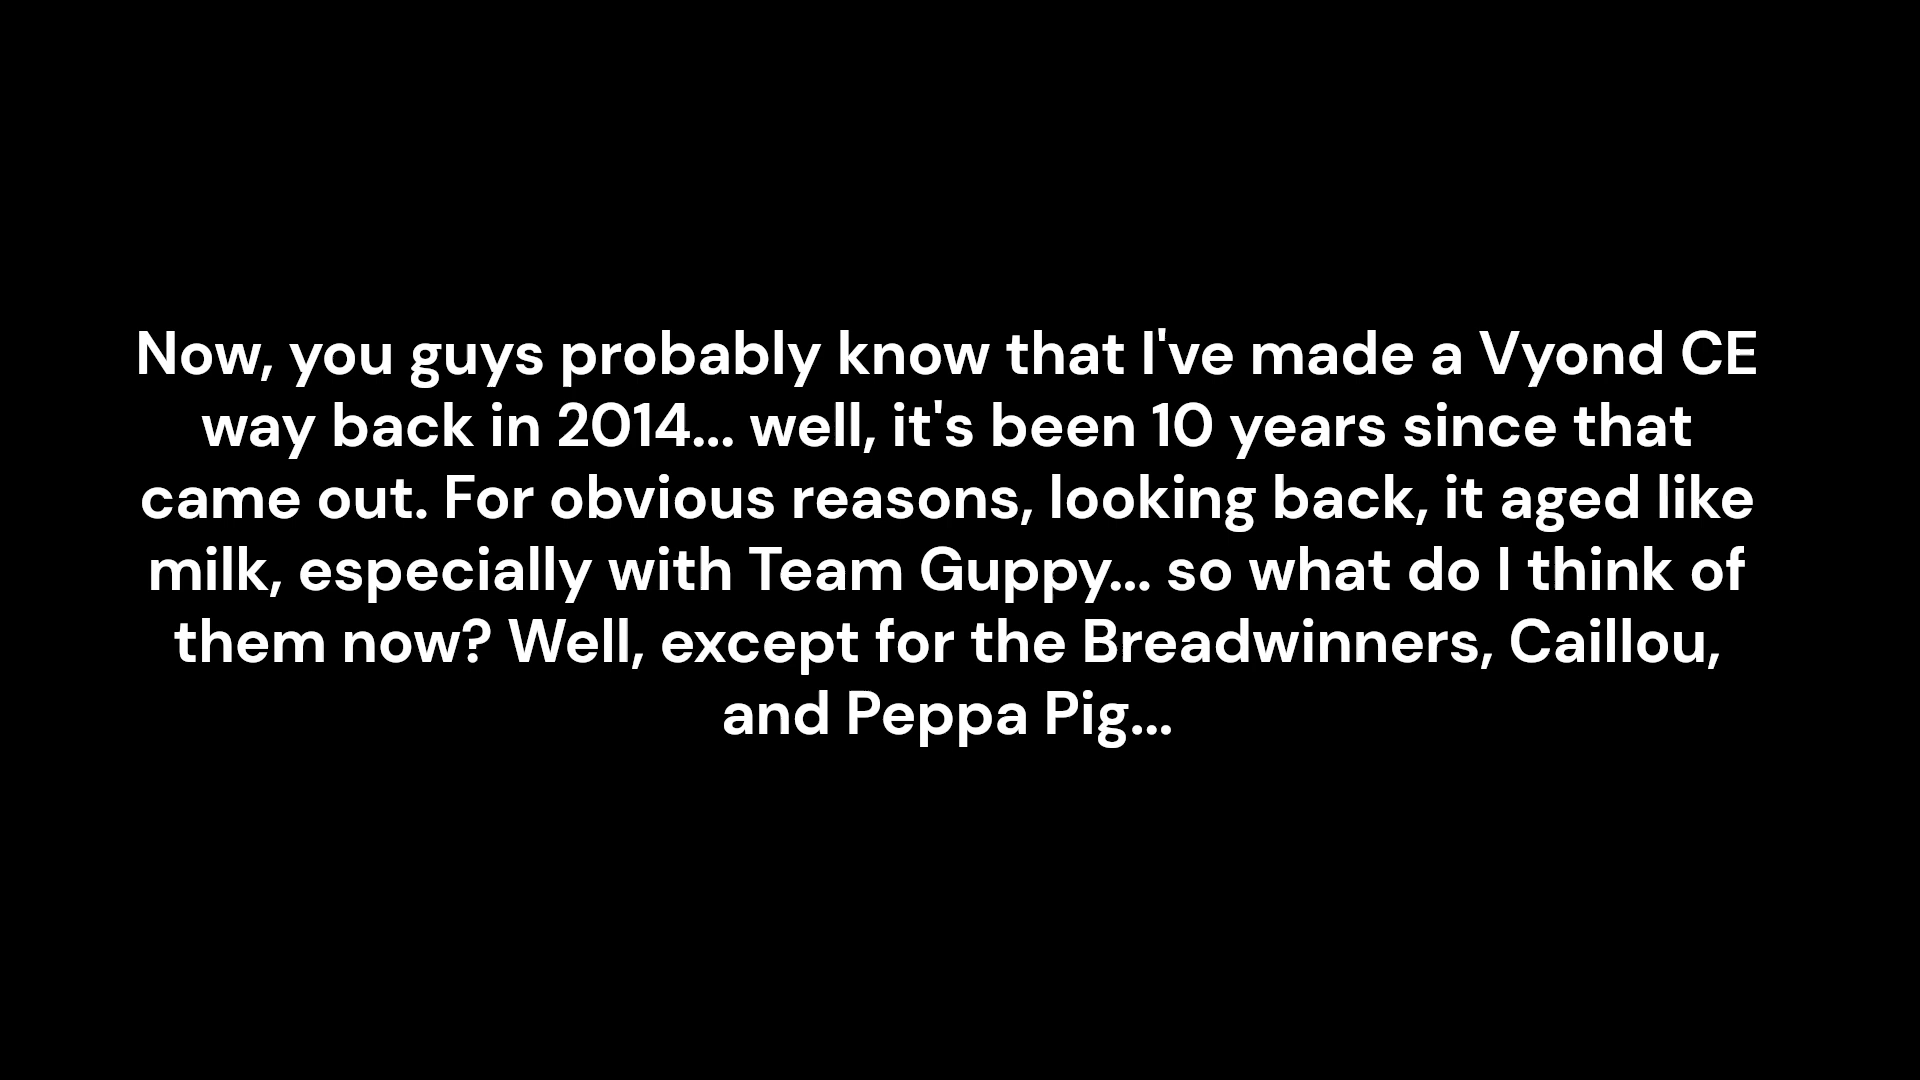 Now, you guys probably know that I've made a Vyond CE
way back in 2014... well, it's been 10 years since that
came out. For obvious reasons, looking back, it aged like
milk, especially with Team Guppy... so what do I think of
them now? Well, except for the Breadwinners, Caillou,
and Peppa Pig...